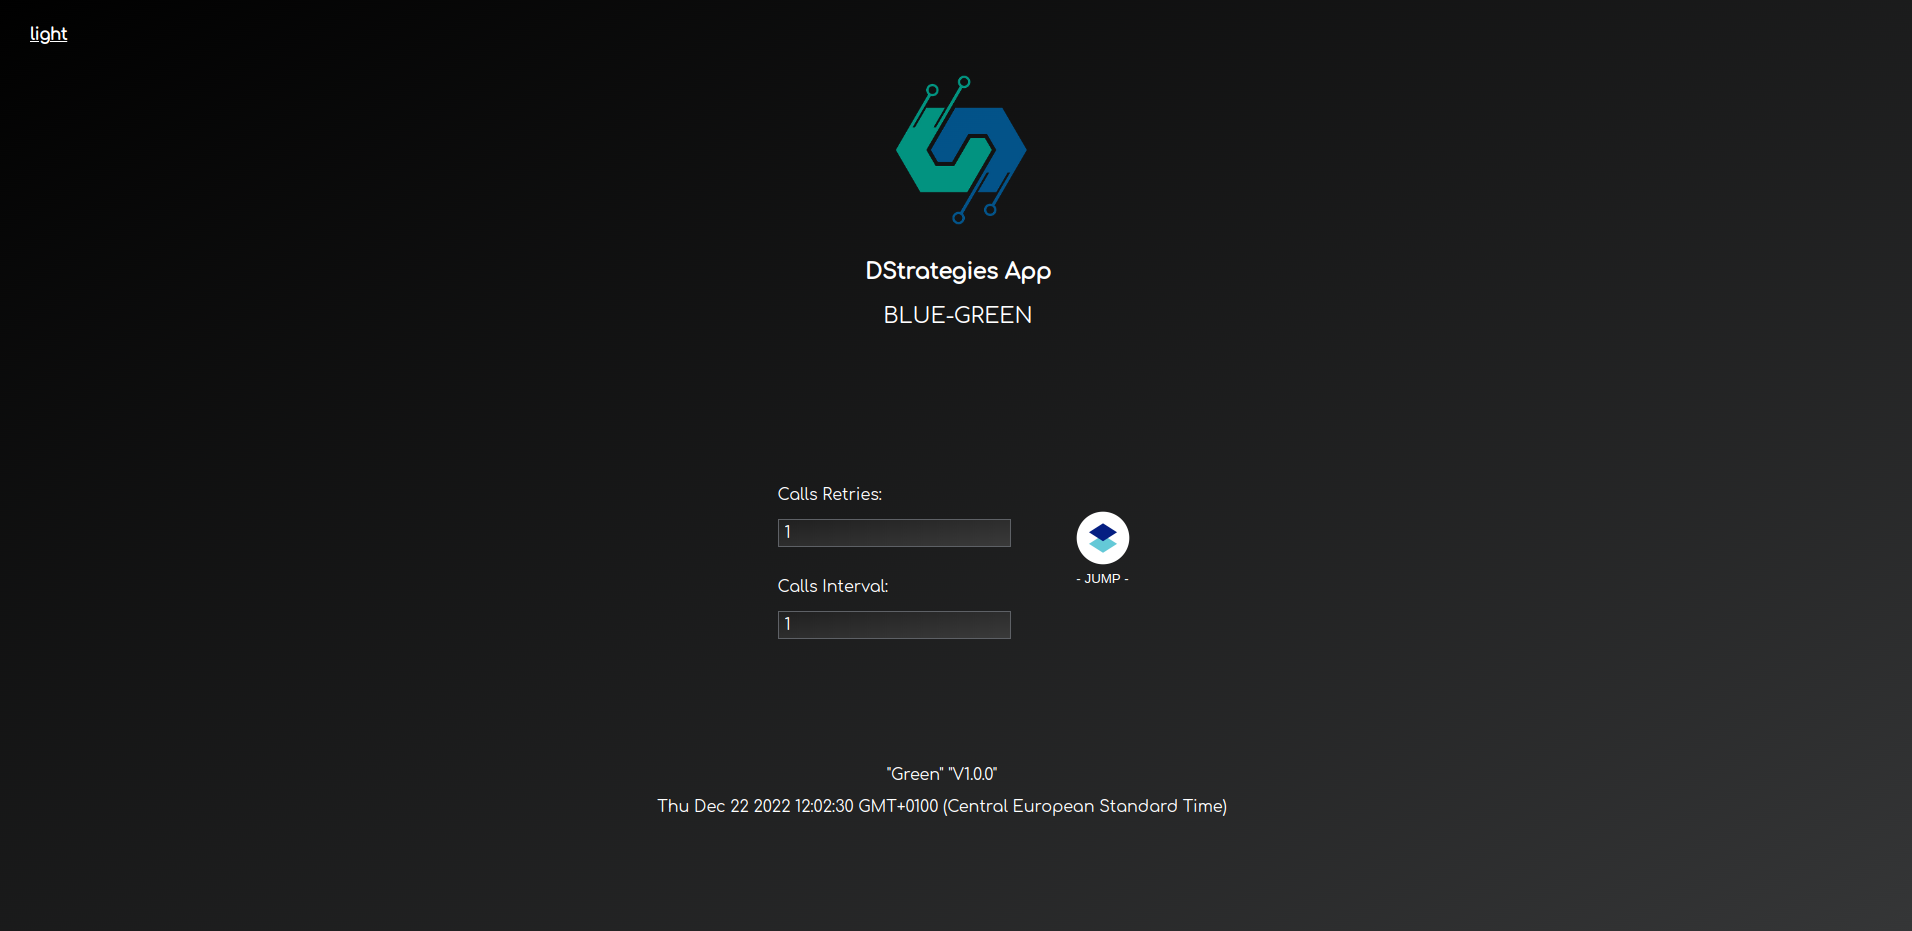 light
DStrategies App
BLUE-GREEN
Calls Retries:
1
- JUMP -
Calls Interval:
1
"Green" "V1.0.0"
Thu Dec 22 2022 12:02:30 GMT+0100 (Central European Standard Time)